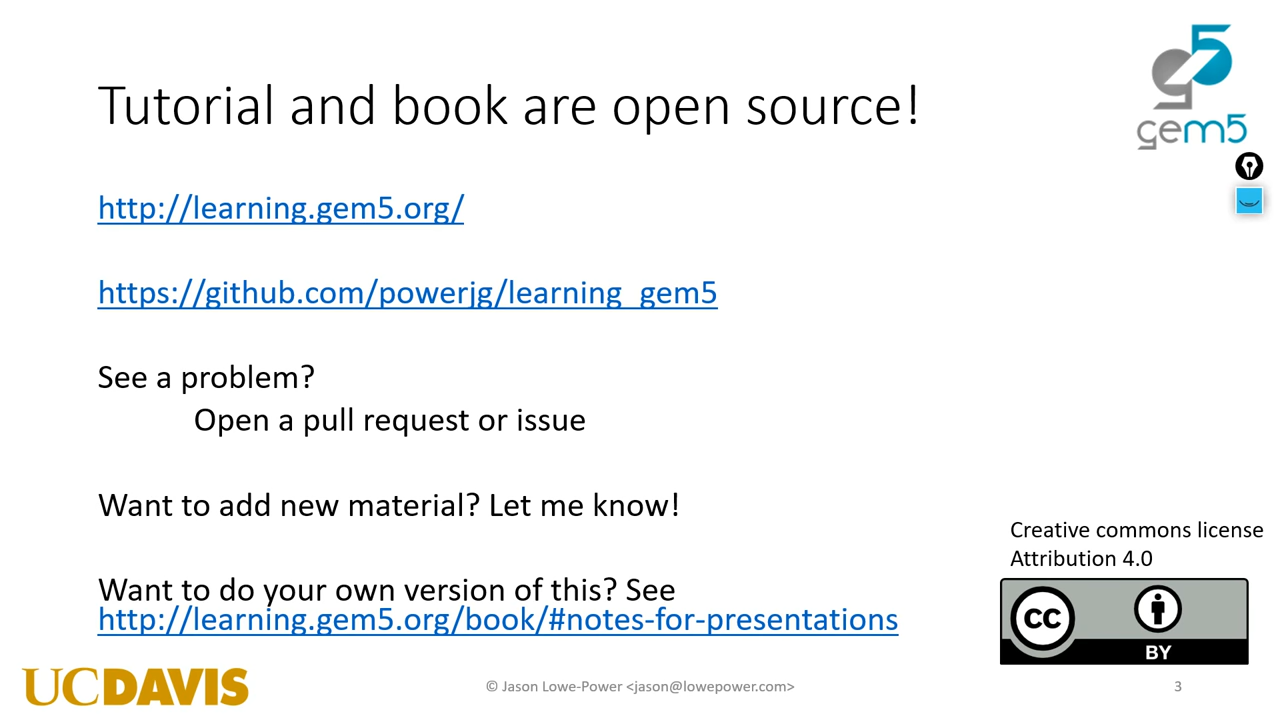 Tutorial and book are open source!
gem5
http://learning.gem5.org/
https://github.com/powerjg/learning_gem5
See a problem?
Open a pull request or issue
Want to add new material? Let me know!
Want to do your own version of this? See
http://learning.gem5.org/book/#notes-for-presentations
Creative commons license
Attribution 4.0
CC
BY
UCDAVIS
© Jason Lowe-Power <jason@lowepower.com>
3